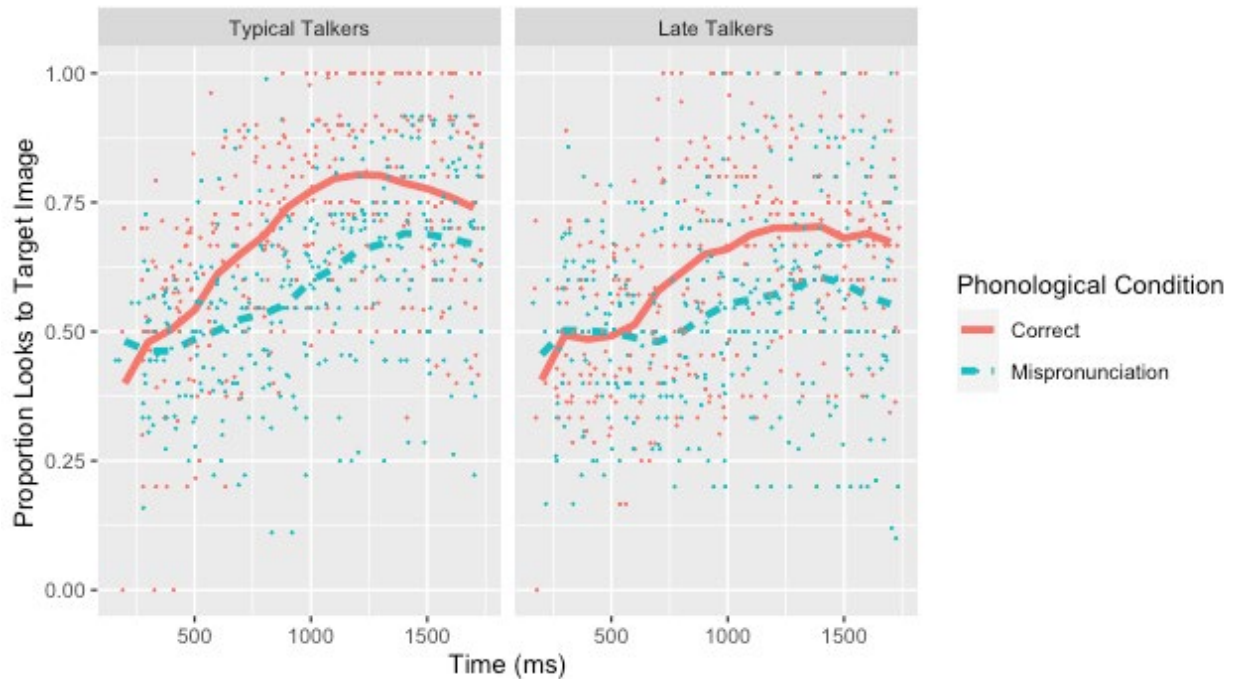 Typical Talkers
Late Talkers
Proportion Looks to Target Image
1.00
0.75
0.50
0.25
0.00
500
1000
1500
500
1000
1500
Time (ms)
Phonological Condition
Correct
Mispronunciation